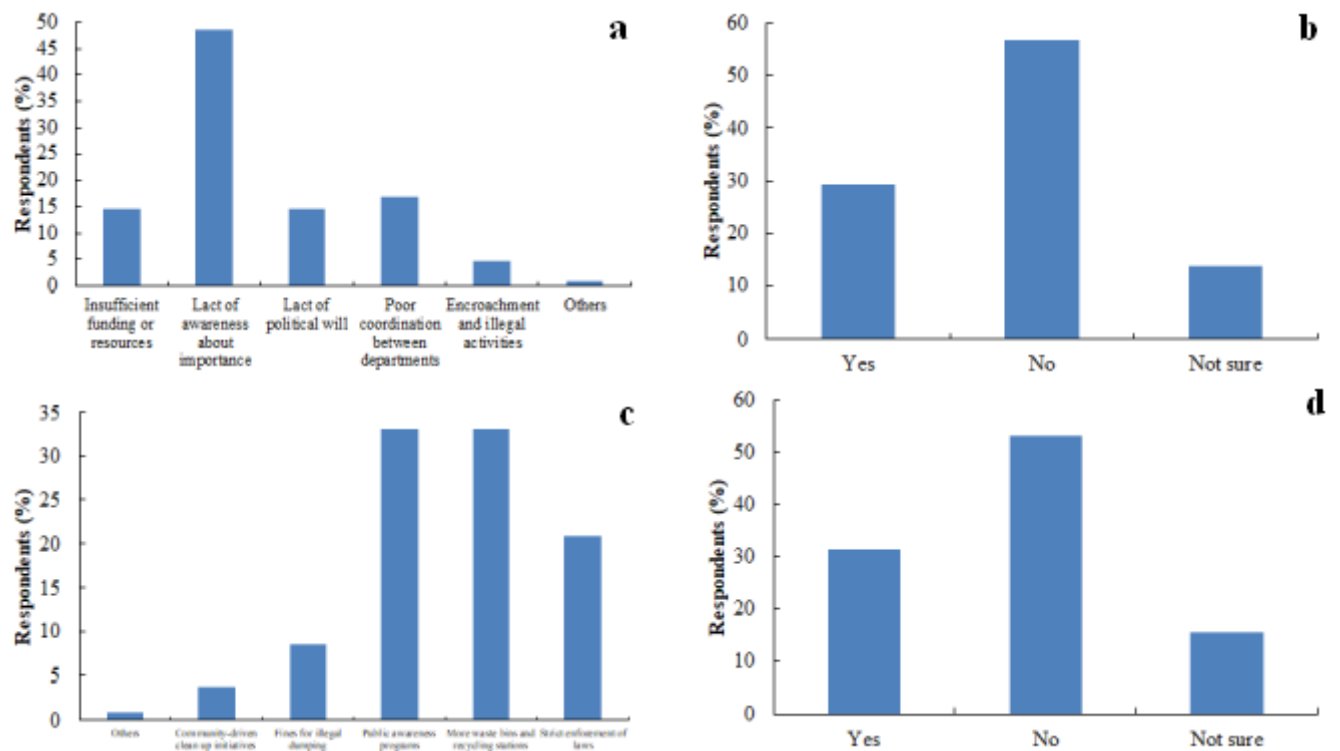 a
Respondents (%)
50
45
40
35
30
25
20
15
10
5
0
Insufficient funding or resources
Lact of awareness about importance
Lact of political will
Poor coordination between departments
Encroachment and illegal activities
Others
b
Respondents (%)
60
50
40
30
20
10
0
Yes
No
Not sure
c
Respondents (%)
35
30
25
20
15
10
5
0
Others
Community-driven clean up initiatives
Fines for illegal dumping
Public awareness programs
More waste bins and recycling stations
Strict enforcement of laws
d
Respondents (%)
60
50
40
30
20
10
0
Yes
No
Not sure